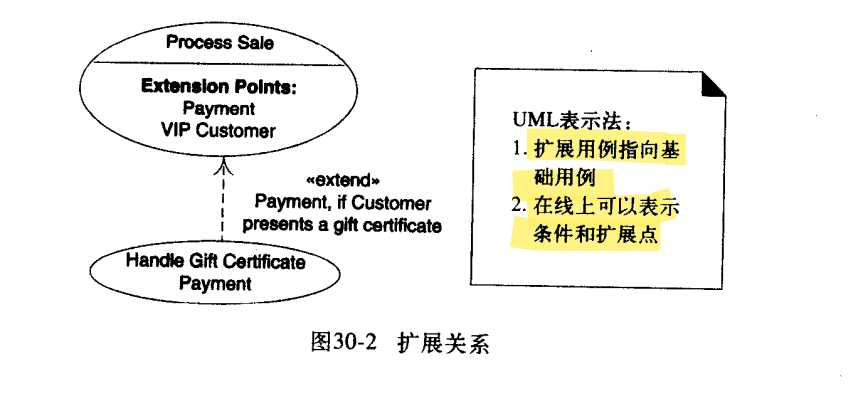 Process Sale
Extension Points:
Payment
VIP Customer
«extend»
Payment, if Customer
presents a gift certificate
Handle Gift Certificate
Payment
UML表示法：
1. 扩展用例指向基
础用例
2. 在线上可以表示
条件和扩展点
图30-2 扩展关系